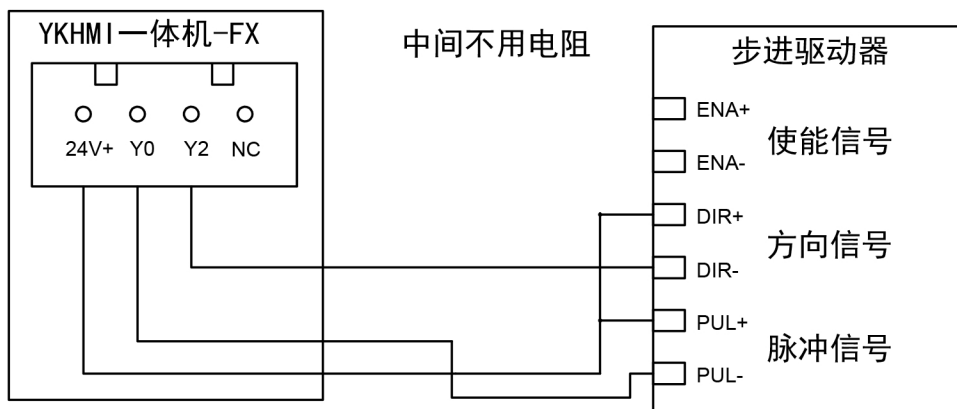 YKHMI一体机-FX
中间不用电阻
步进驱动器
24V+ Y0 Y2 NC
ENA+
使能信号
ENA-
DIR+
方向信号
DIR-
PUL+
脉冲信号
PUL-